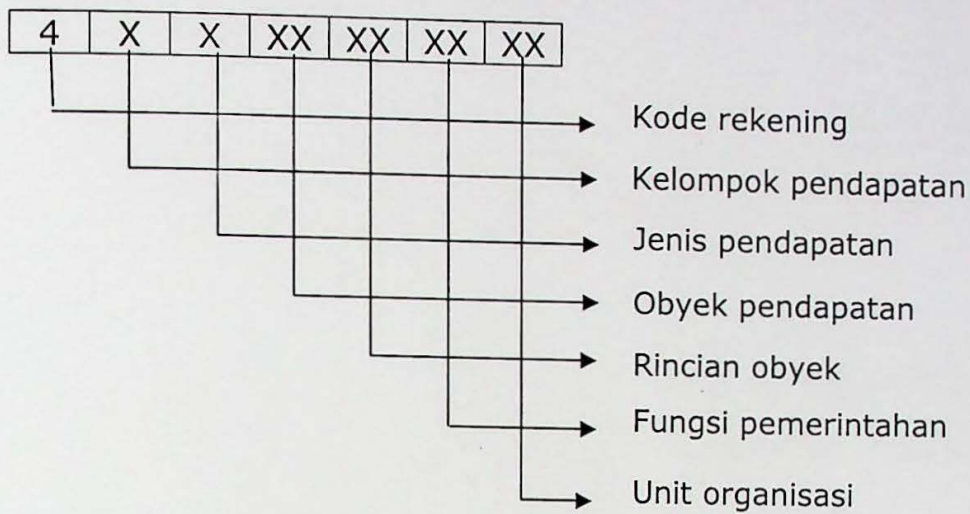 4 X X XX XX XX XX
Kode rekening
Kelompok pendapatan
Jenis pendapatan
Obyek pendapatan
Rincian obyek
Fungsi pemerintahan
Unit organisasi